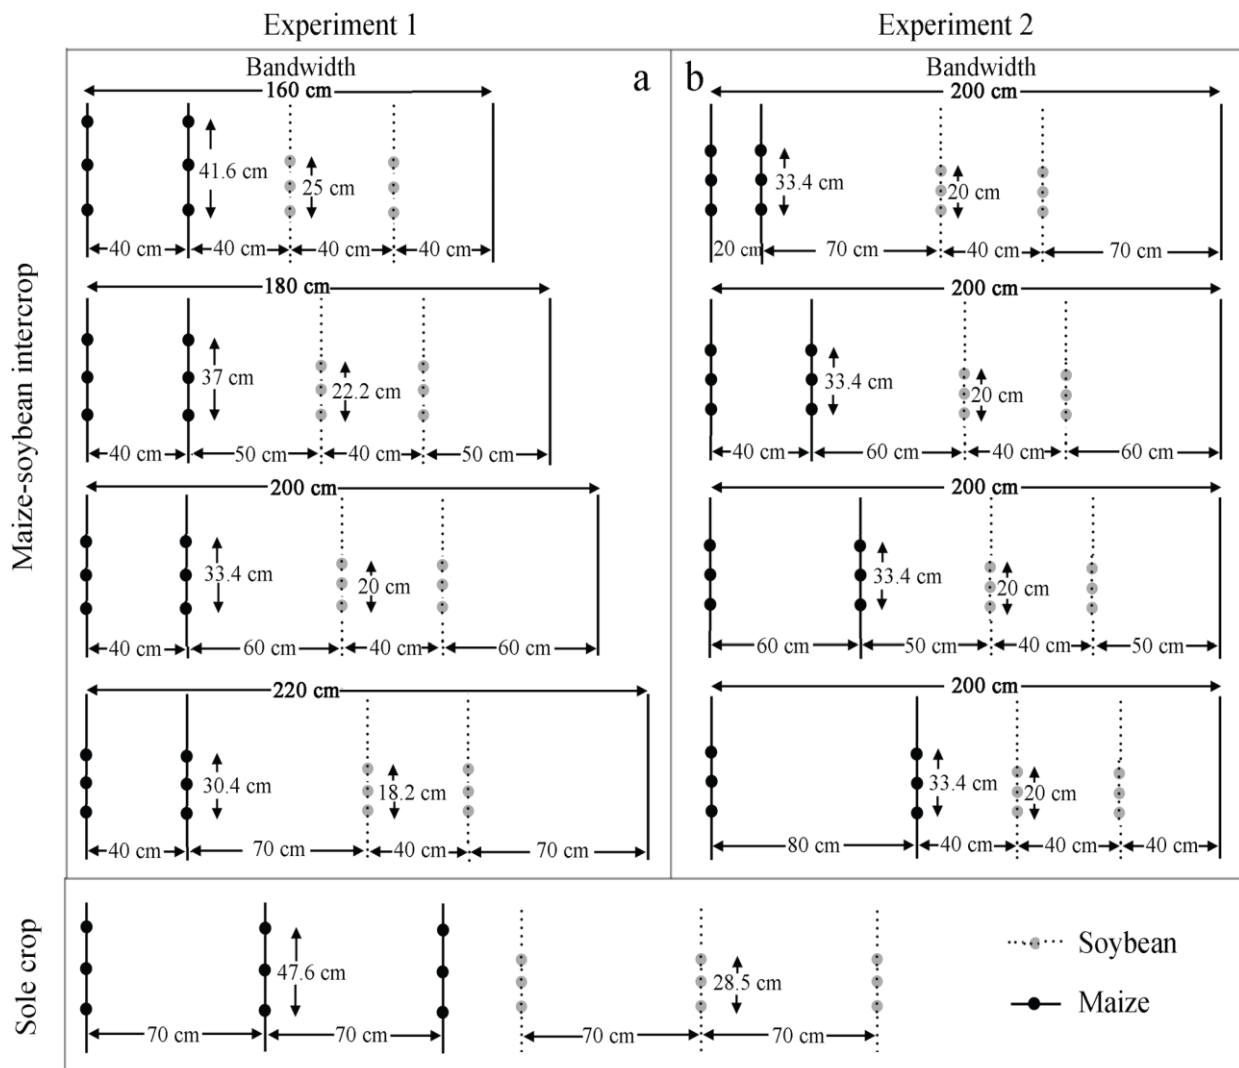 Experiment 1
Experiment 2
Maize-soybean intercrop
a
Bandwidth
160 cm
41.6 cm
25 cm
40 cm 40 cm 40 cm 40 cm
180 cm
37 cm
22.2 cm
40 cm 50 cm 40 cm 50 cm
200 cm
33.4 cm
20 cm
40 cm 60 cm 40 cm 60 cm
220 cm
30.4 cm
18.2 cm
40 cm 70 cm 40 cm 70 cm
b
Bandwidth
200 cm
33.4 cm
20 cm
20 cm 70 cm 40 cm 70 cm
200 cm
33.4 cm
20 cm
40 cm 60 cm 40 cm 60 cm
200 cm
33.4 cm
20 cm
60 cm 50 cm 40 cm 50 cm
200 cm
33.4 cm
20 cm
80 cm 40 cm 40 cm 40 cm
Sole crop
47.6 cm
70 cm 70 cm
28.5 cm
70 cm 70 cm
Soybean
Maize